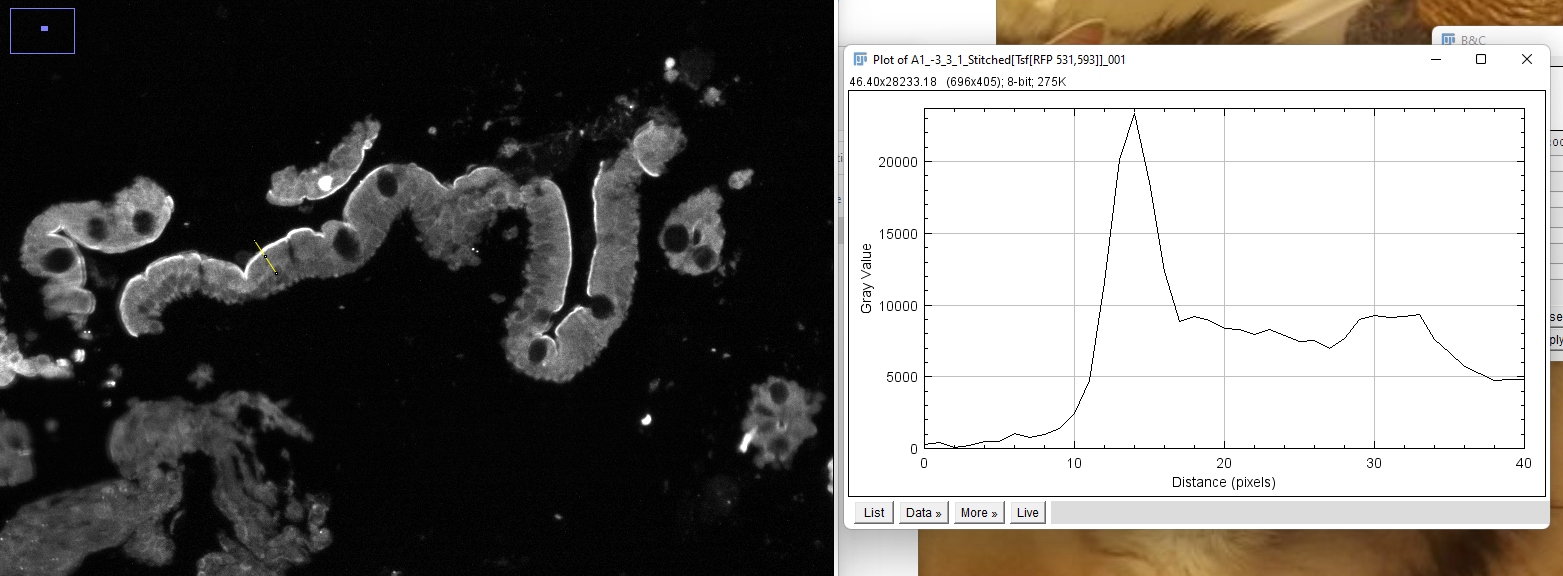 B&C
Plot of A1_-3_3_1_Stitched[Tsf[RFP 531,593]]_001
46.40x28233.18 (696x405); 8-bit; 275K
20000
15000
10000
5000
0
Gray Value
0 10 20 30 40
Distance (pixels)
List Data » More » Live